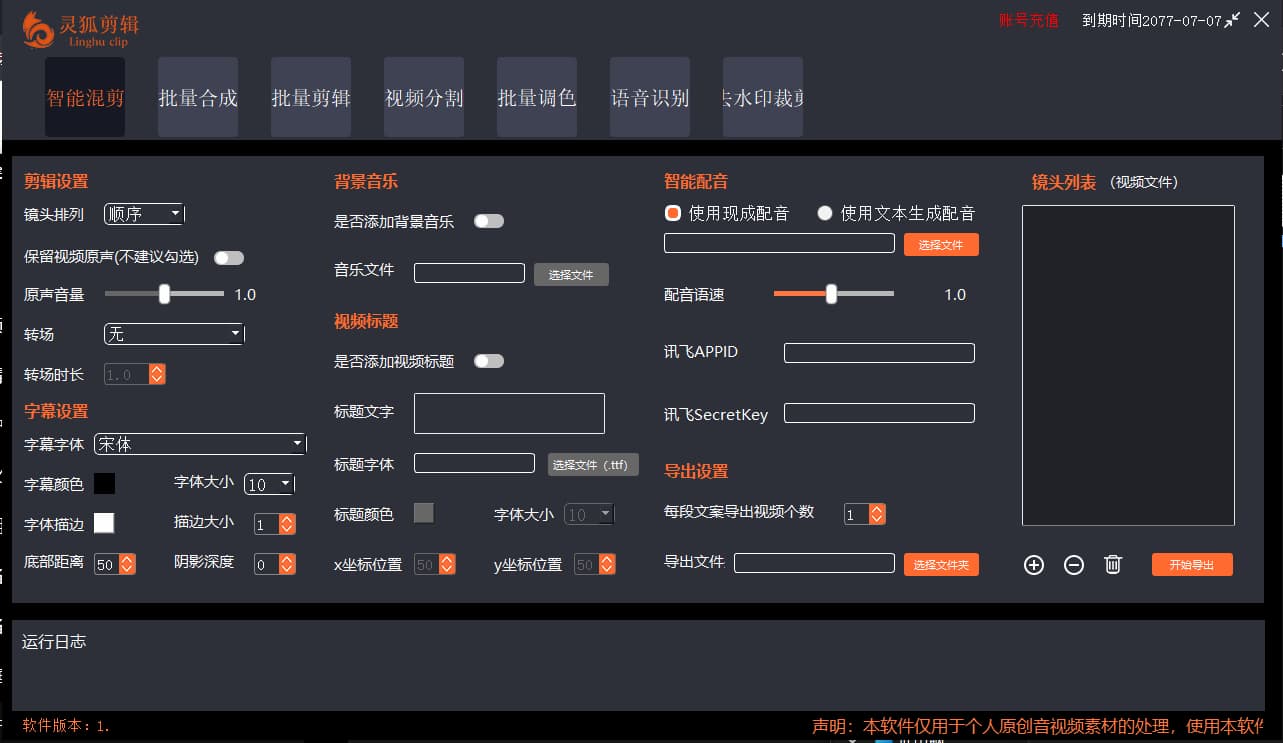 灵狐剪辑
Linghu clip
账号充值
到期时间2077-07-07
智能混剪
批量合成
批量剪辑
视频分割
批量调色
语音识别
去水印裁剪
剪辑设置
镜头排列
顺序
保留视频原声(不建议勾选)
原声音量
1.0
转场
无
转场时长
1.0
字幕设置
字幕字体
宋体
字幕颜色
字体大小
10
字体描边
描边大小
1
底部距离
50
阴影深度
0
背景音乐
是否添加背景音乐
音乐文件
选择文件
视频标题
是否添加视频标题
标题文字
标题字体
选择文件（.ttf）
标题颜色
字体大小
10
x坐标位置
50
y坐标位置
50
智能配音
使用现成配音
使用文本生成配音
选择文件
配音语速
1.0
讯飞APPID
讯飞SecretKey
导出设置
每段文案导出视频个数
1
导出文件
选择文件夹
镜头列表
（视频文件）
开始导出
运行日志
软件版本：1.
声明：本软件仅用于个人原创音视频素材的处理，使用本软件